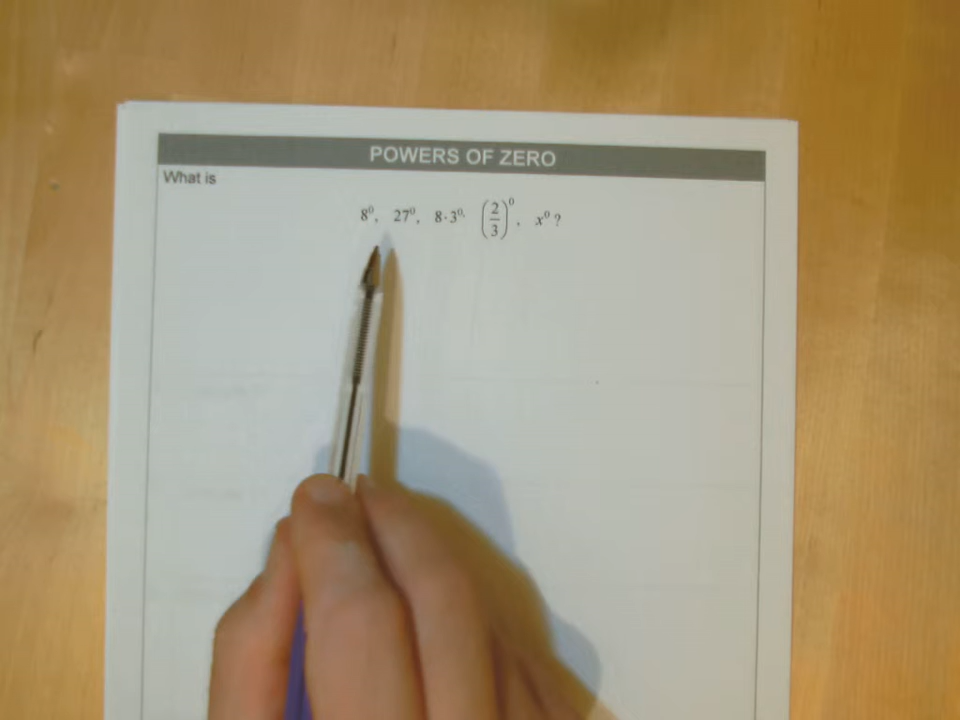 POWERS OF ZERO
What is
8⁰, 27⁰, 8·3⁰, (2/3)⁰, x⁰ ?